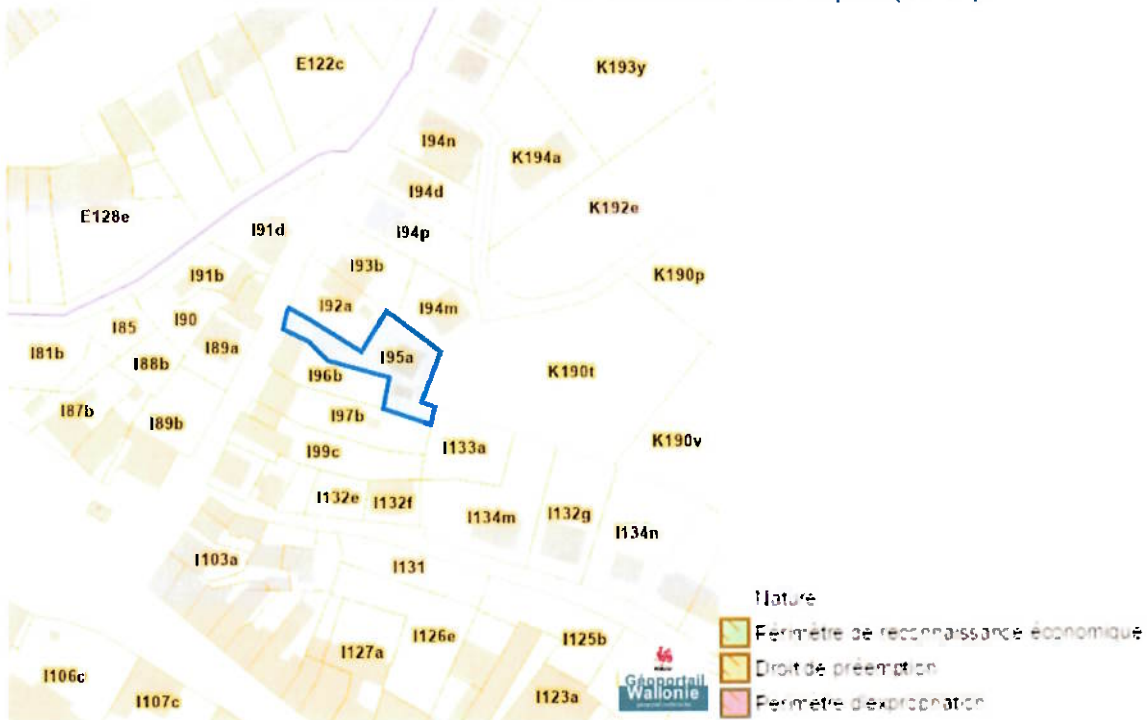 E122c
K193y
I94n
K194a
I94d
K192e
E128e
I91d
I94p
I93b
I91b
K190p
I92a
I94m
I90
I85
I89a
I81b
I88b
I95a
I96b
K190t
I87b
I89b
I97b
K190v
I99c
I133a
I132e
I132f
I134m
I132g
I134n
I103a
I131
I126e
I125b
I127a
I106c
I107c
I123a
Géoportail
Wallonie
Nature
Périmètre de reconnaissance économique
Droit de préemption
Périmètre d'expropriation